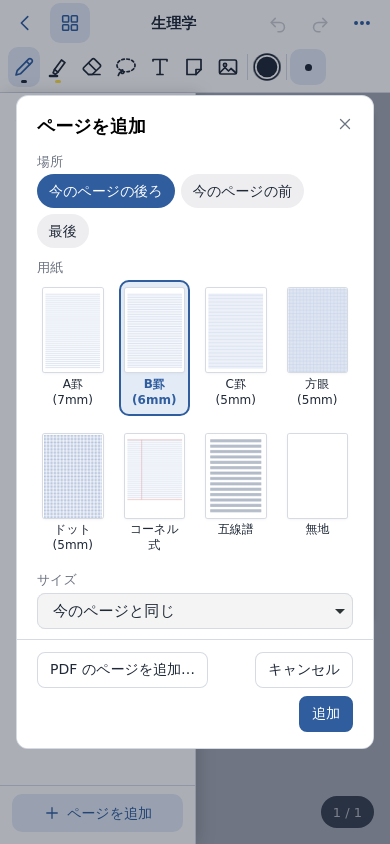 生理学
ページを追加
場所
今のページの後ろ
今のページの前
最後
用紙
A罫
(7mm)
B罫
(6mm)
C罫
(5mm)
方眼
(5mm)
ドット
(5mm)
コーネル
式
五線譜
無地
サイズ
今のページと同じ
PDF のページを追加...
キャンセル
追加
+ ページを追加
1 / 1